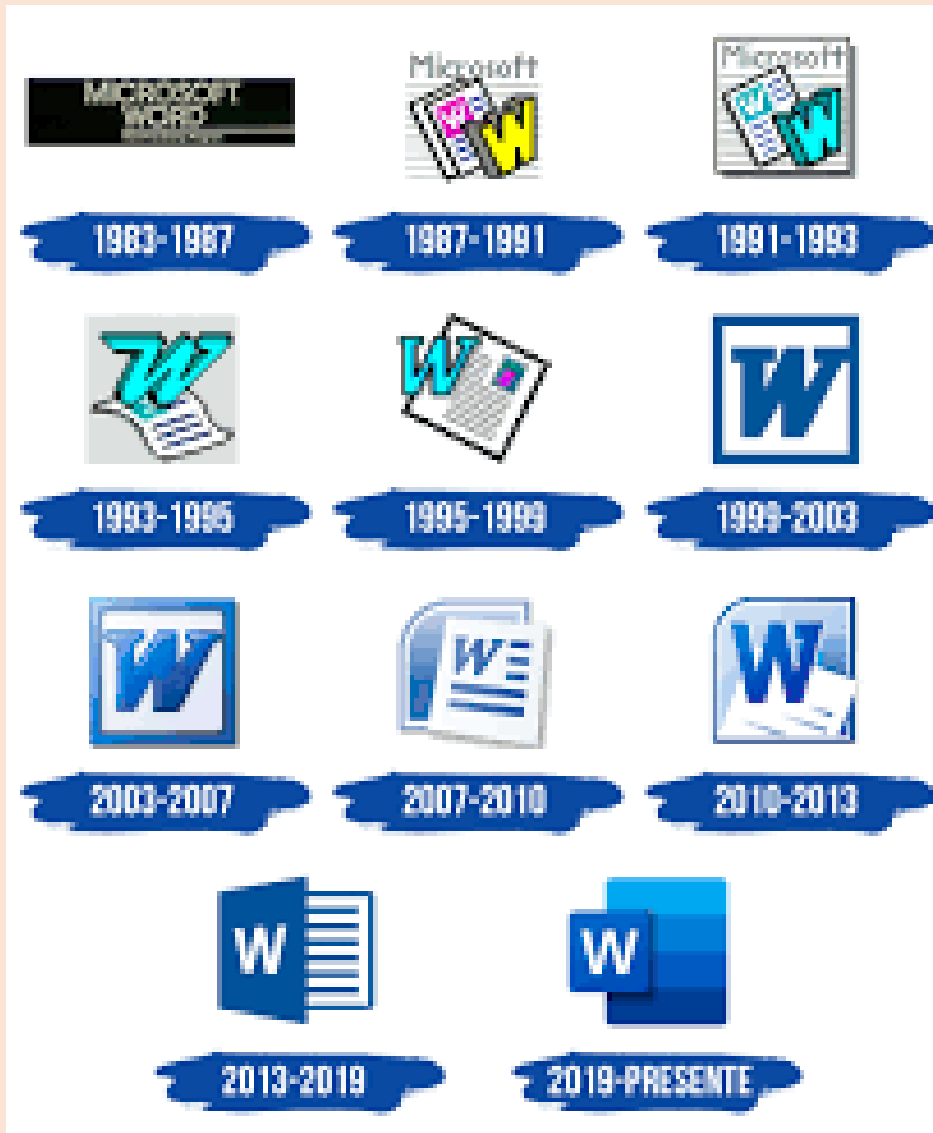 MICROSOFT
WORD
Microsoft
Microsoft
W
W
W
W
1983-1987
1987-1991
1991-1993
W
W
W
1993-1995
1995-1999
1999-2003
W
W
W
2003-2007
2007-2010
2010-2013
W
W
2013-2019
2019-PRESENTE